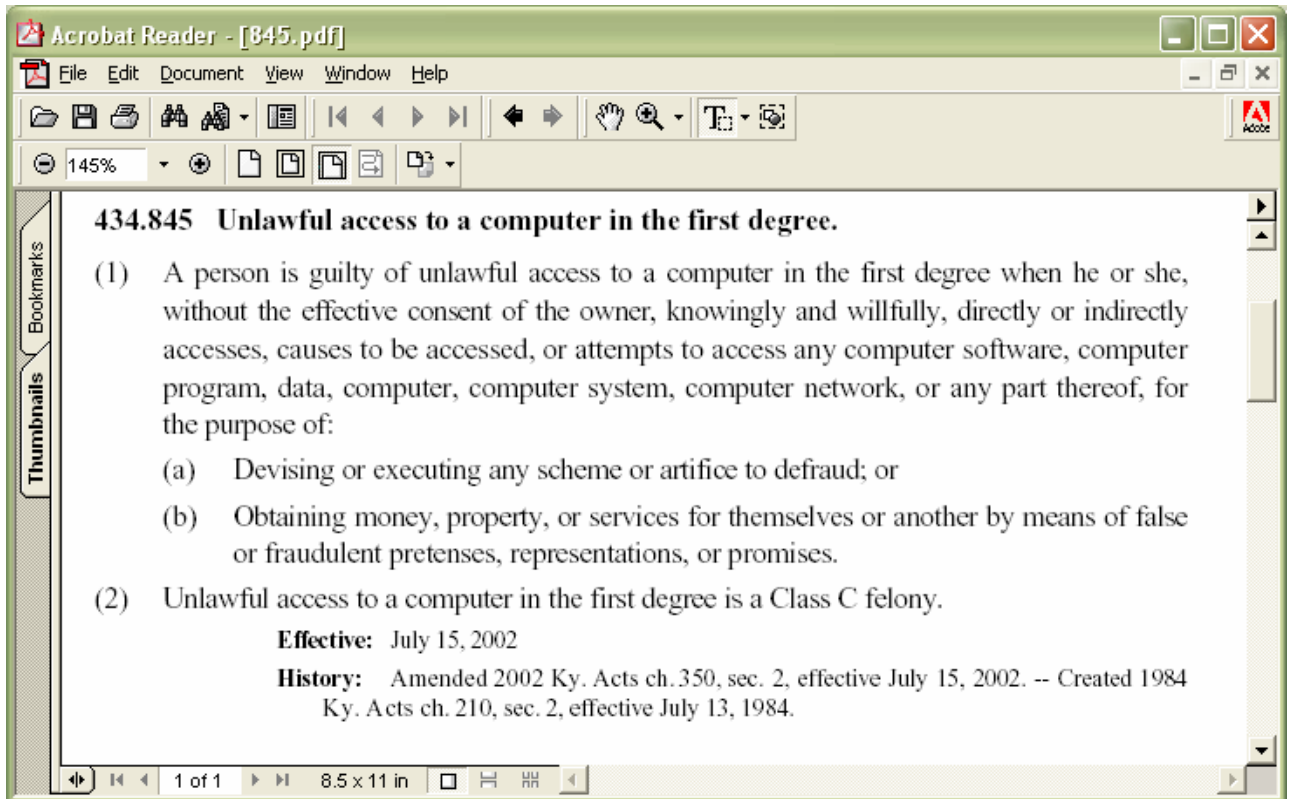 Acrobat Reader - [845.pdf]
File Edit Document View Window Help
Adobe
145%
Bookmarks
Thumbnails
434.845 Unlawful access to a computer in the first degree.
(1) A person is guilty of unlawful access to a computer in the first degree when he or she,
without the effective consent of the owner, knowingly and willfully, directly or indirectly
accesses, causes to be accessed, or attempts to access any computer software, computer
program, data, computer, computer system, computer network, or any part thereof, for
the purpose of:
(a) Devising or executing any scheme or artifice to defraud; or
(b) Obtaining money, property, or services for themselves or another by means of false
or fraudulent pretenses, representations, or promises.
(2) Unlawful access to a computer in the first degree is a Class C felony.
Effective: July 15, 2002
History: Amended 2002 Ky. Acts ch. 350, sec. 2, effective July 15, 2002. -- Created 1984
Ky. Acts ch. 210, sec. 2, effective July 13, 1984.
1 of 1 8.5 x 11 in